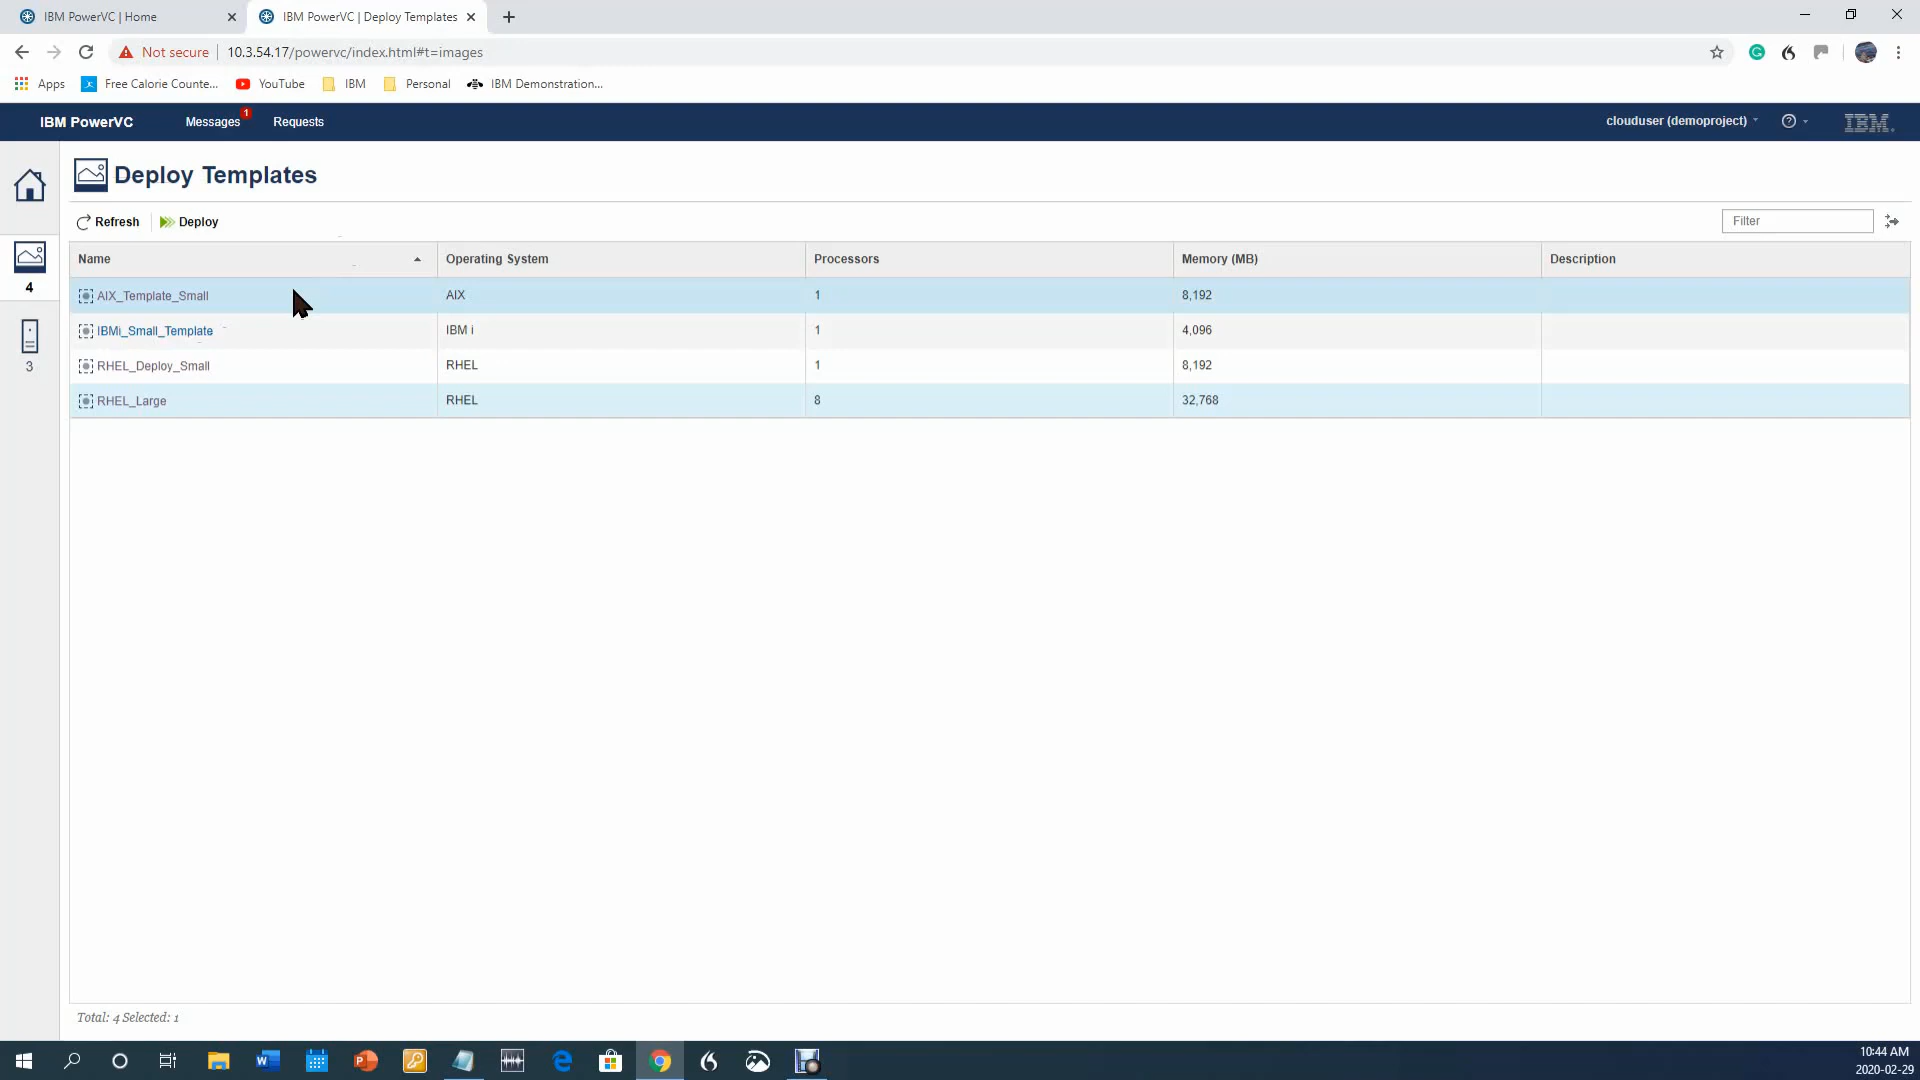 IBM PowerVC | Home
IBM PowerVC | Deploy Templates
Not secure
10.3.54.17/powervc/index.html#t=images
Apps
Free Calorie Counte...
YouTube
IBM
Personal
IBM Demonstration...
IBM PowerVC
Messages
1
Requests
clouduser (demoproject)
IBM
Deploy Templates
Refresh
Deploy
Filter
Name
Operating System
Processors
Memory (MB)
Description
4
AIX_Template_Small AIX 1 8,192
IBMi_Small_Template IBM i 1 4,096
3
RHEL_Deploy_Small RHEL 1 8,192
RHEL_Large RHEL 8 32,768
Total: 4 Selected: 1
10:44 AM
2020-02-29